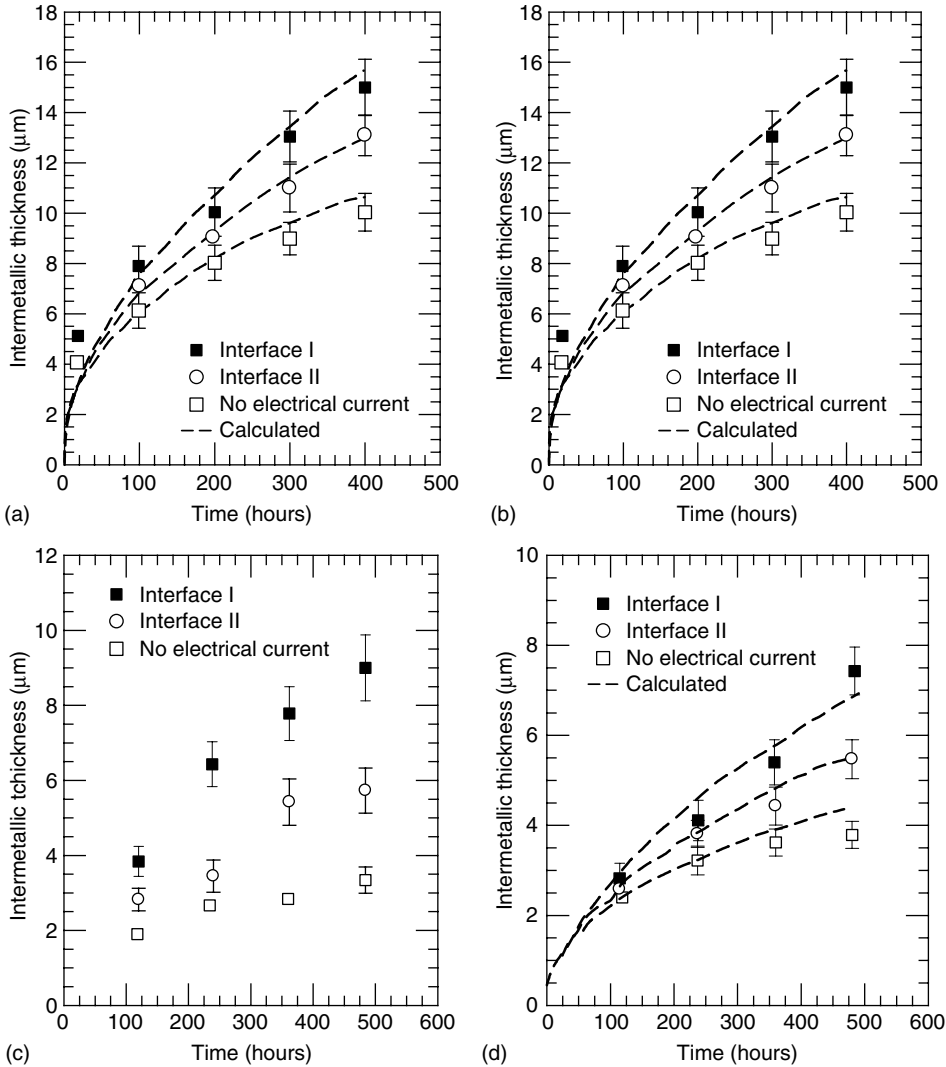 18
16
14
12
10
8
6
4
2
0
Intermetallic thickness (μm)
Interface I
Interface II
No electrical current
Calculated
0 100 200 300 400 500
(a)
Time (hours)
18
16
14
12
10
8
6
4
2
0
Intermetallic thickness (μm)
Interface I
Interface II
No electrical current
Calculated
0 100 200 300 400 500
(b)
Time (hours)
12
10
8
6
4
2
0
Intermetallic tchickness (μm)
Interface I
Interface II
No electrical current
0 100 200 300 400 500 600
(c)
Time (hours)
10
8
6
4
2
0
Intermetallic thickness (μm)
Interface I
Interface II
No electrical current
Calculated
0 100 200 300 400 500 600
(d)
Time (hours)